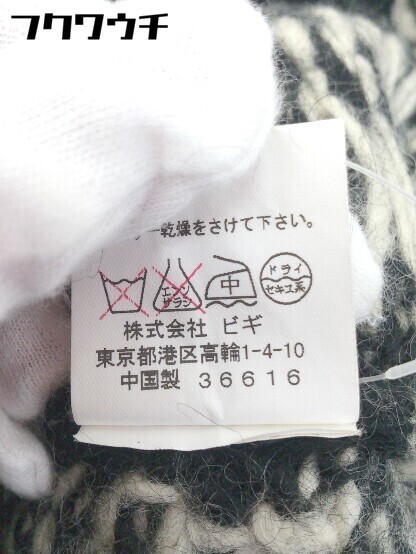 フクワウチ
ー乾燥をさけて下さい。
エンソ サラシ 中 ドライ セキユ系
株式会社 ビギ
東京都港区高輪1-4-10
中国製 36616